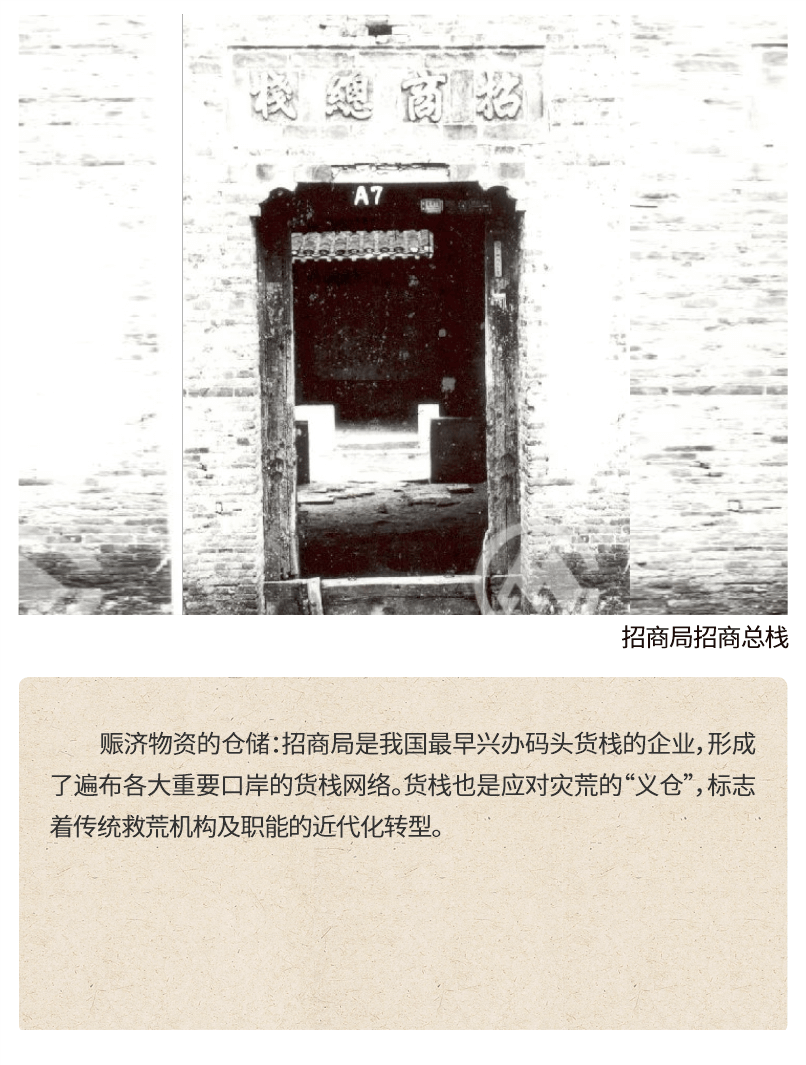 招商總棧
A7
招商局招商总栈
赈济物资的仓储：招商局是我国最早兴办码头货栈的企业，形成
了遍布各大重要口岸的货栈网络。货栈也是应对灾荒的“义仓”，标志
着传统救荒机构及职能的近代化转型。